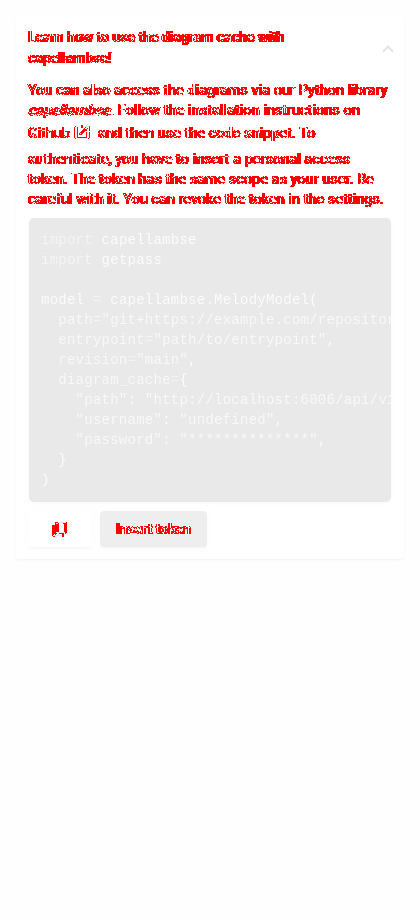 Learn how to use the diagram cache with
capellambse!
You can also access the diagrams via our Python library
capellambse. Follow the installation instructions on
Github and then use the code snippet. To
authenticate, you have to insert a personal access
token. The token has the same scope as your user. Be
careful with it. You can revoke the token in the settings.
import capellambse
import getpass
model = capellambse.MelodyModel(
path="git+https://example.com/repositor
entrypoint="path/to/entrypoint",
revision="main",
diagram_cache={
"path": "http://localhost:6006/api/vi
"username": "undefined",
"password": "**************",
}
)
Insert token